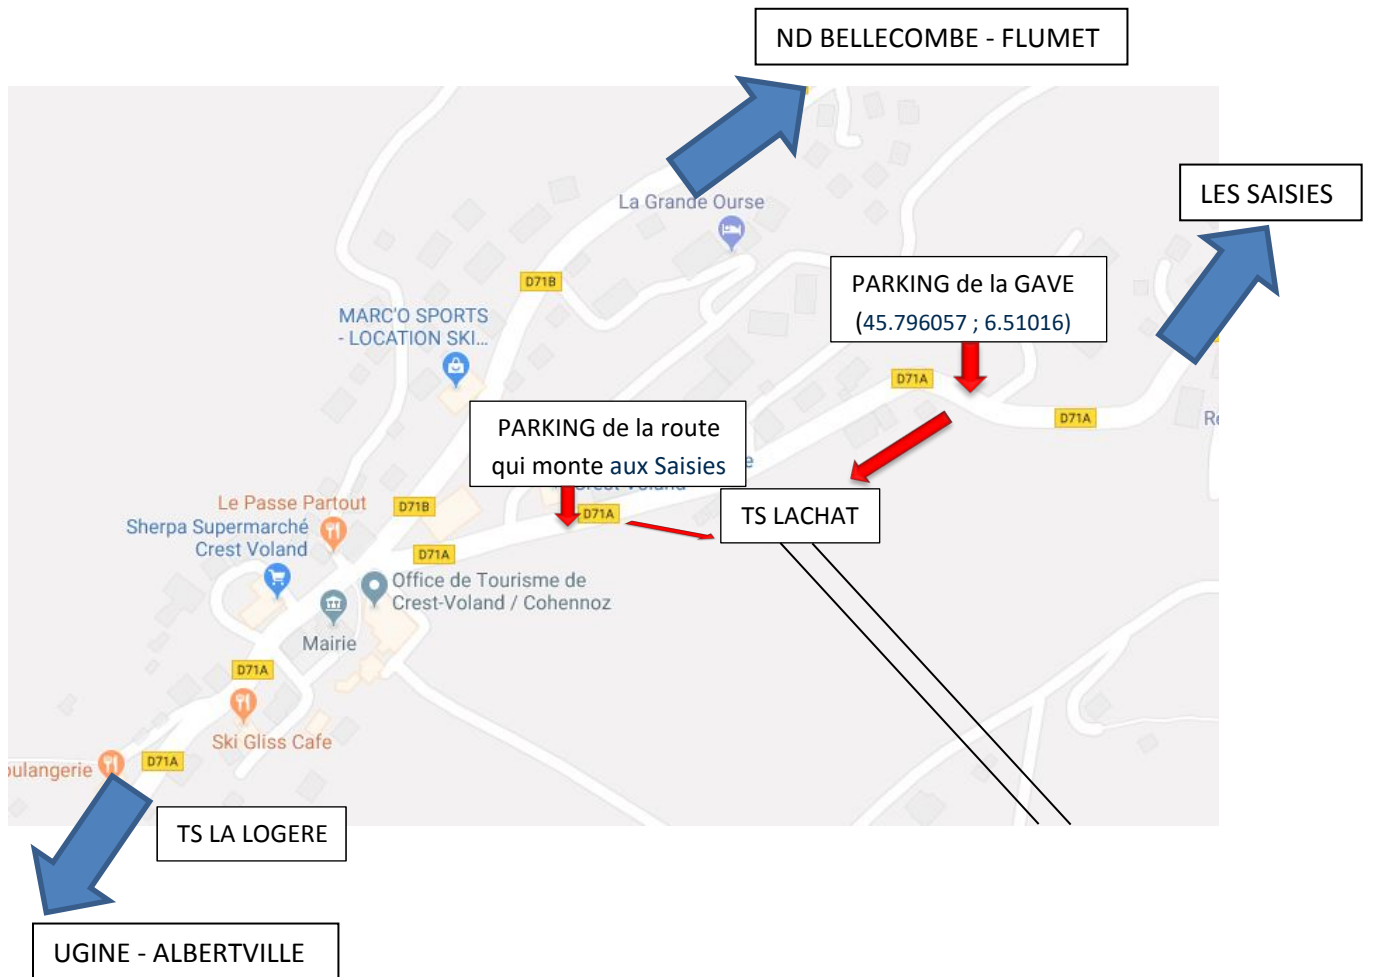 ND BELLECOMBE - FLUMET
LES SAISIES
La Grande Ourse
PARKING de la GAVE
(45.796057 ; 6.51016)
D71B
MARC'O SPORTS
- LOCATION SKI...
D71A
D71A
PARKING de la route
qui monte aux Saisies
Crest-Voland
Le Passe Partout
D71B
D71A
TS LACHAT
Sherpa Supermarché
Crest Voland
D71A
Office de Tourisme de
Crest-Voland / Cohennoz
Mairie
D71A
Ski Gliss Cafe
oulangerie
D71A
TS LA LOGERE
UGINE - ALBERTVILLE